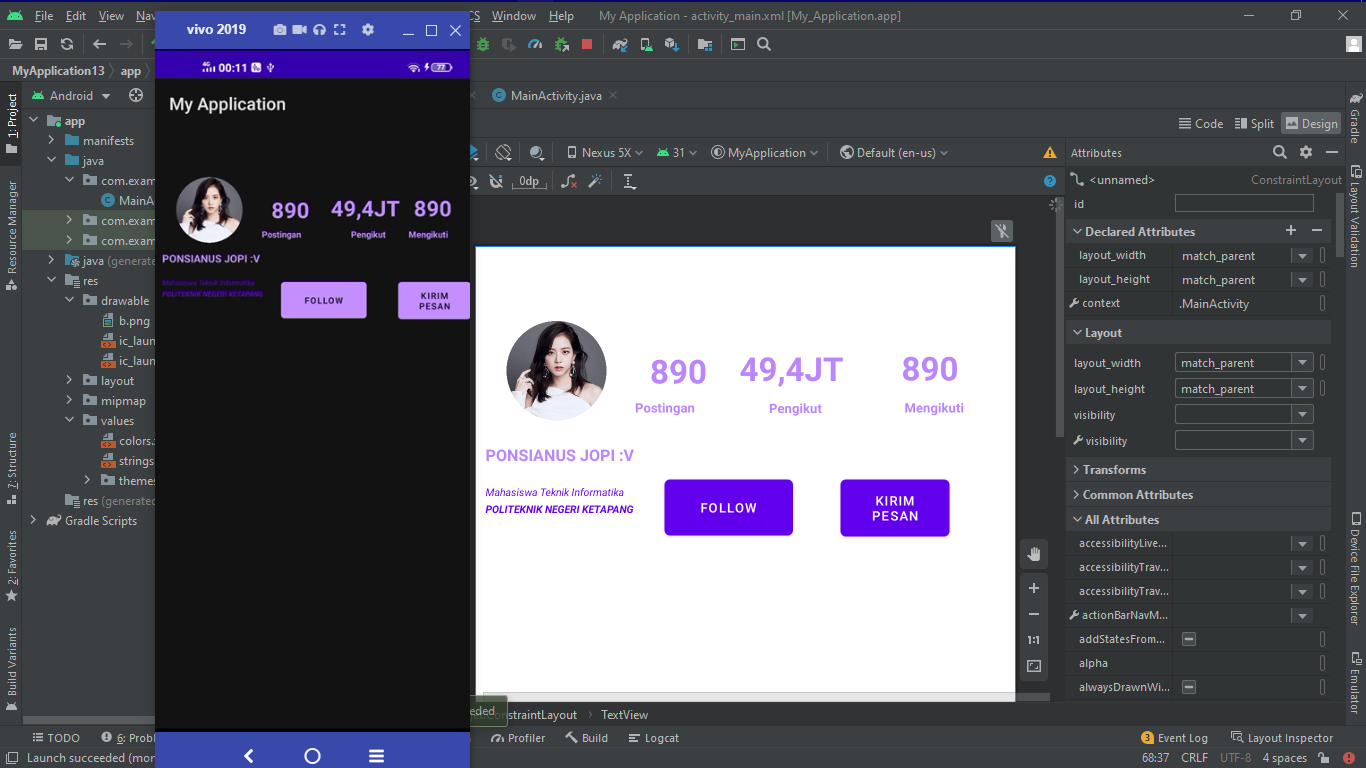 File Edit View Nav
CS Window Help My Application - activity_main.xml [My_Application.app]
vivo 2019
MyApplication13 app
4G 00:11 77
My Application
890 49,4JT 890
Postingan Pengikut Mengikuti
PONSIANUS JOPI :V
Mahasiswa Teknik Informatika
POLITEKNIK NEGERI KETAPANG
FOLLOW
KIRIM
PESAN
1: Project
Resource Manager
Z: Structure
2: Favorites
Build Variants
Android
app
manifests
java
com.exam
MainA
com.exam
com.exam
java (generate
res
drawable
b.png
ic_laun
ic_laun
layout
mipmap
values
colors.
strings
themes
res (generated
Gradle Scripts
MainActivity.java
Code Split Design
Nexus 5X 31 MyApplication Default (en-us)
0dp
890 49,4JT 890
Postingan Pengikut Mengikuti
PONSIANUS JOPI :V
Mahasiswa Teknik Informatika
POLITEKNIK NEGERI KETAPANG
FOLLOW
KIRIM
PESAN
1:1
Attributes
<unnamed> ConstraintLayout
id
Declared Attributes
layout_width match_parent
layout_height match_parent
context .MainActivity
Layout
layout_width match_parent
layout_height match_parent
visibility
visibility
Transforms
Common Attributes
All Attributes
accessibilityLive...
accessibilityTrav...
accessibilityTrav...
actionBarNavM...
addStatesFrom...
alpha
alwaysDrawnWi...
Gradle
Layout Validation
Device File Explorer
Emulator
eded
ConstraintLayout TextView
TODO 6: Probl Profiler Build Logcat 3 Event Log Layout Inspector
Launch succeeded (mor 68:37 CRLF UTF-8 4 spaces